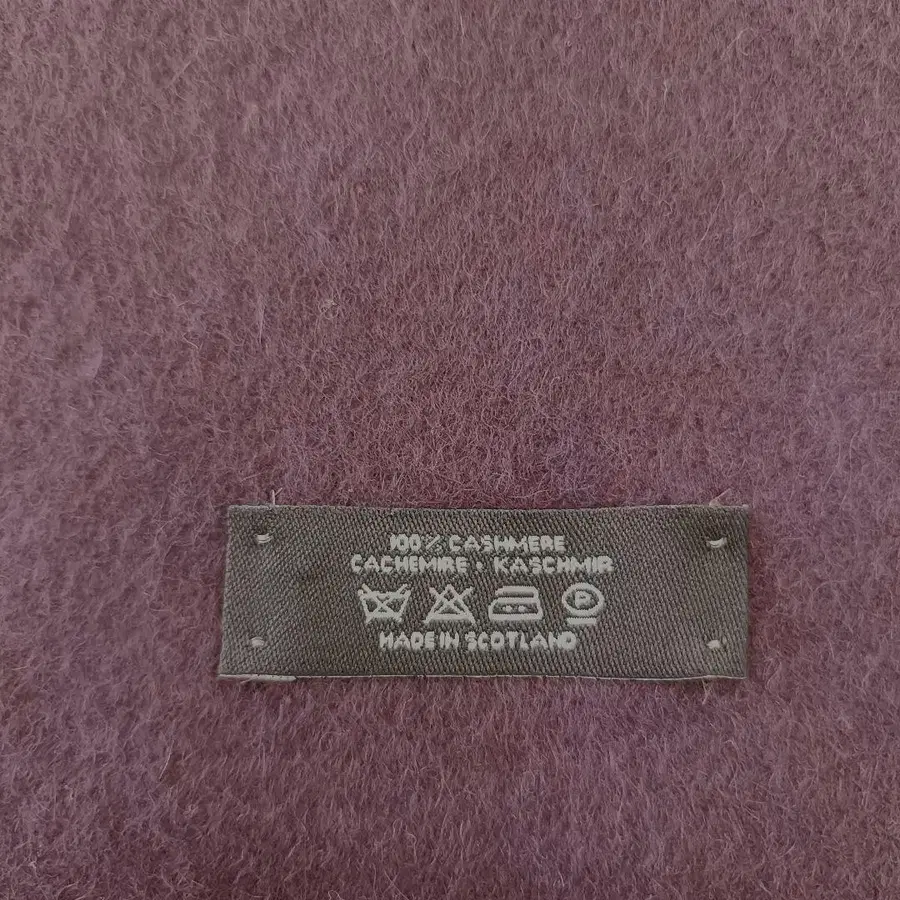 100% CASHMERE
CACHEMIRE • KASCHMIR
P
MADE IN SCOTLAND